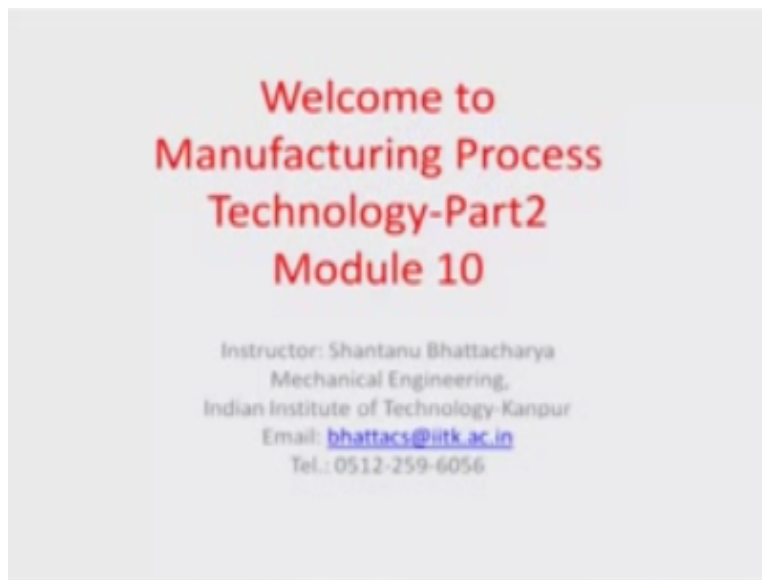 Welcome to
Manufacturing Process
Technology-Part2
Module 10
Instructor: Shantanu Bhattacharya
Mechanical Engineering,
Indian Institute of Technology-Kanpur
Email: bhattacs@iitk.ac.in
Tel.: 0512-259-6056